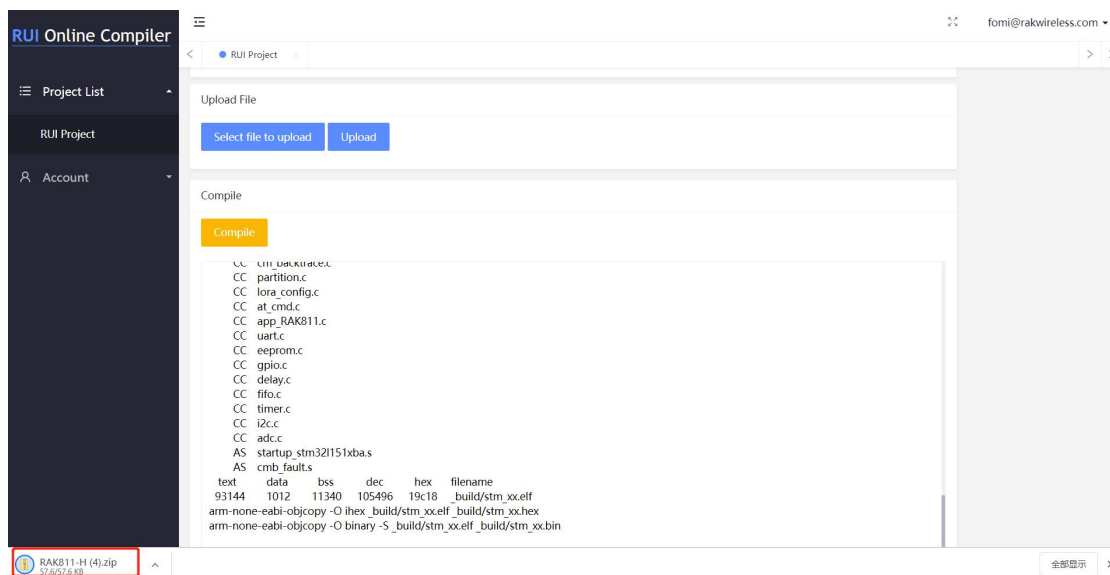 RUI Online Compiler
fomi@rakwireless.com
RUI Project
Project List
RUI Project
Account
Upload File
Select file to upload Upload
Compile
Compile
CC cm_backtrace.c
CC partition.c
CC lora_config.c
CC at_cmd.c
CC app_RAK811.c
CC uart.c
CC eeprom.c
CC gpio.c
CC delay.c
CC fifo.c
CC timer.c
CC i2c.c
CC adc.c
AS startup_stm32l151xba.s
AS cmb_fault.s
text data bss dec hex filename
93144 1012 11340 105496 19c18 _build/stm_xx.elf
arm-none-eabi-objcopy -O ihex _build/stm_xx.elf _build/stm_xx.hex
arm-none-eabi-objcopy -O binary -S _build/stm_xx.elf _build/stm_xx.bin
RAK811-H (4).zip
57.6/57.6 KB
全部显示